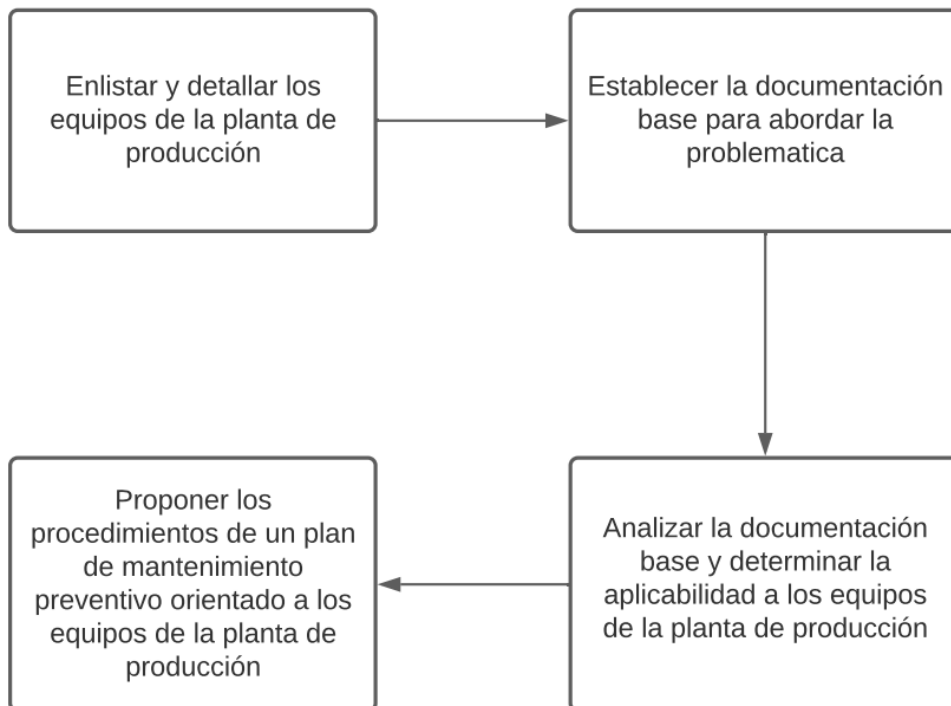 Enlistar y detallar los
equipos de la planta de
producción
Establecer la documentación
base para abordar la
problematica
Analizar la documentación
base y determinar la
aplicabilidad a los equipos
de la planta de producción
Proponer los
procedimientos de un plan
de mantenimiento
preventivo orientado a los
equipos de la planta de
producción